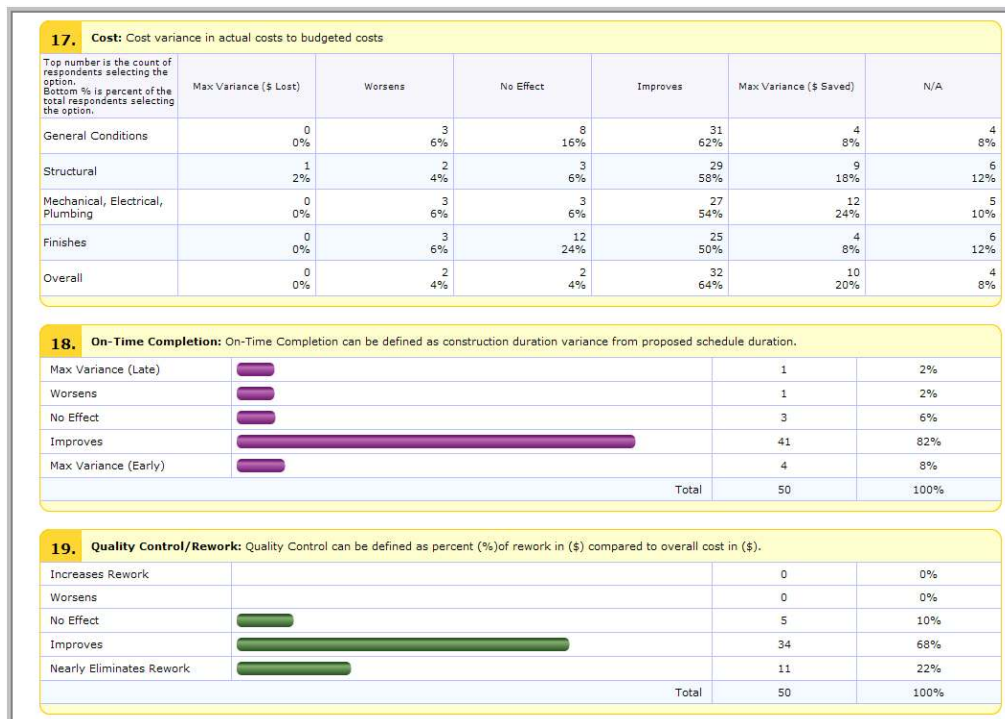 17. Cost: Cost variance in actual costs to budgeted costs
Top number is the count of
respondents selecting the
option.
Bottom % is percent of the
total respondents selecting
the option.
Max Variance ($ Lost) Worsens No Effect Improves Max Variance ($ Saved) N/A
General Conditions
0 3 8 31 4 4
0% 6% 16% 62% 8% 8%
Structural
1 2 3 29 9 6
2% 4% 6% 58% 18% 12%
Mechanical, Electrical,
Plumbing
0 3 3 27 12 5
0% 6% 6% 54% 24% 10%
Finishes
0 3 12 25 4 6
0% 6% 24% 50% 8% 12%
Overall
0 2 2 32 10 4
0% 4% 4% 64% 20% 8%
18. On-Time Completion: On-Time Completion can be defined as construction duration variance from proposed schedule duration.
Max Variance (Late) 1 2%
Worsens 1 2%
No Effect 3 6%
Improves 41 82%
Max Variance (Early) 4 8%
Total 50 100%
19. Quality Control/Rework: Quality Control can be defined as percent (%)of rework in ($) compared to overall cost in ($).
Increases Rework 0 0%
Worsens 0 0%
No Effect 5 10%
Improves 34 68%
Nearly Eliminates Rework 11 22%
Total 50 100%